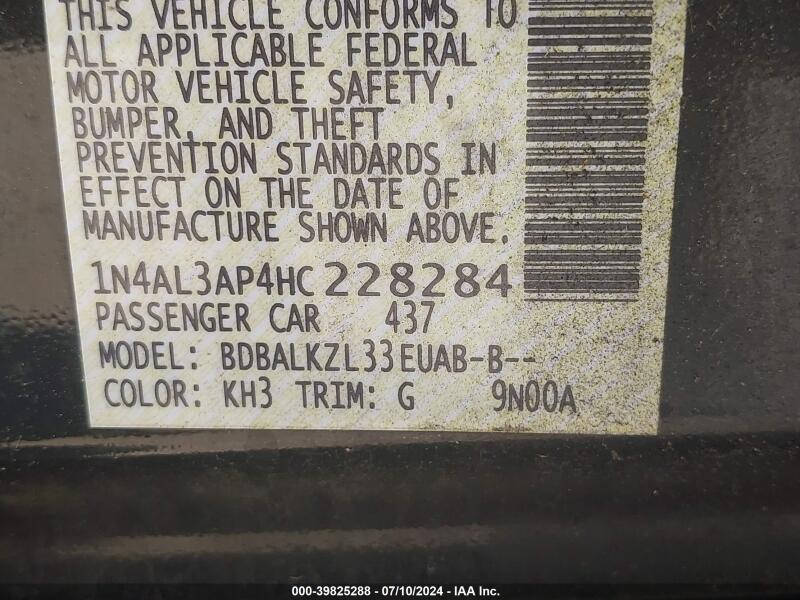 THIS VEHICLE CONFORMS TO
ALL APPLICABLE FEDERAL
MOTOR VEHICLE SAFETY,
BUMPER, AND THEFT
PREVENTION STANDARDS IN
EFFECT ON THE DATE OF
MANUFACTURE SHOWN ABOVE.
1N4AL3AP4HC228284
PASSENGER CAR 437
MODEL: BDBALKZL33EUAB-B--
COLOR: KH3 TRIM: G 9N00A
000-39825288 - 07/10/2024 - IAA Inc.